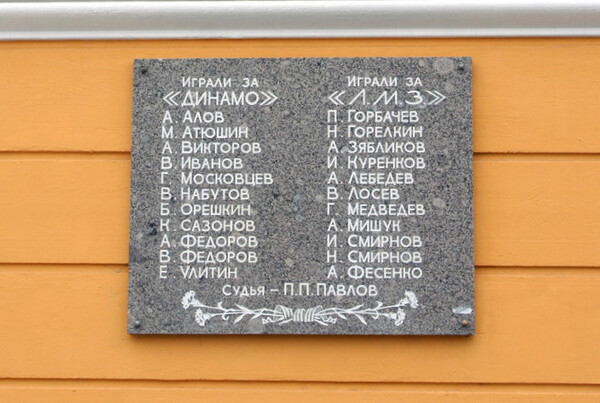 Играли за
«Динамо»
А. Алов
М. Атюшин
А. Викторов
В. Иванов
Г. Московцев
В. Набутов
Б. Орешкин
К. Сазонов
А. Федоров
В. Федоров
Е. Улитин
Играли за
«Л.М.З.»
П. Горбачев
Н. Горелкин
А. Зябликов
И. Куренков
А. Лебедев
В. Лосев
Г. Медведев
А. Мишук
И. Смирнов
Н. Смирнов
А. Фесенко
Судья – П.П. Павлов